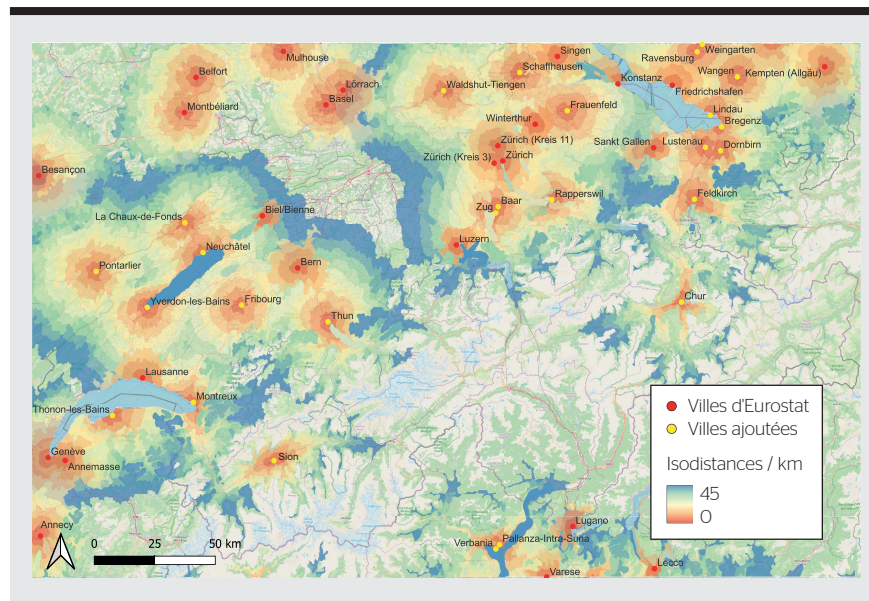 Singen
Weingarten
Ravensburg
Mulhouse
Schaffhausen
Wangen
Kempten (Allgäu)
Belfort
Konstanz
Lörrach
Waldshut-Tiengen
Friedrichshafen
Basel
Montbéliard
Frauenfeld
Lindau
Winterthur
Bregenz
Zürich (Kreis 11)
Sankt Gallen
Lustenau
Dornbirn
Zürich (Kreis 3)
Zürich
Besançon
Rapperswil
Feldkirch
Baar
Zug
La Chaux-de-Fonds
Biel/Bienne
Luzern
Neuchâtel
Bern
Pontarlier
Chur
Yverdon-les-Bains
Fribourg
Thun
Lausanne
Montreux
Thonon-les-Bains
Genève
Annemasse
Sion
Annecy
Lugano
Pallanza-Intra-Suna
Verbania
Lecco
Varese
Villes d'Eurostat
Villes ajoutées
Isodistances / km
45
0
0 25 50 km